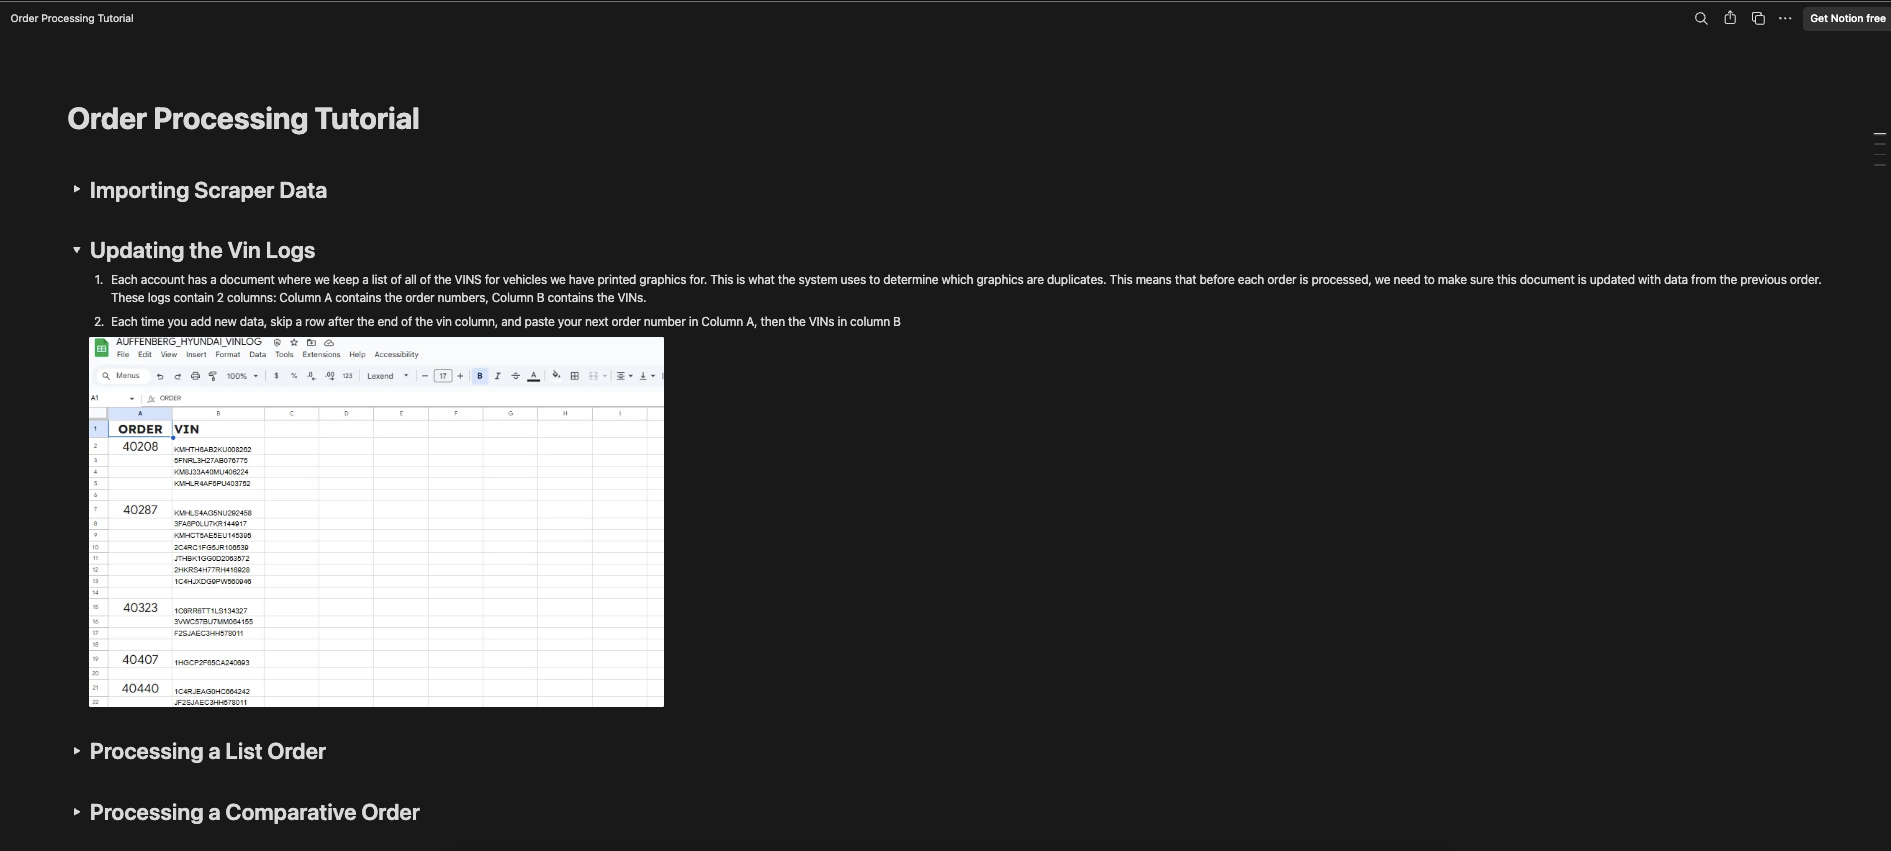 Order Processing Tutorial
Get Notion free
Order Processing Tutorial
Importing Scraper Data
Updating the Vin Logs
1. Each account has a document where we keep a list of all of the VINS for vehicles we have printed graphics for. This is what the system uses to determine which graphics are duplicates. This means that before each order is processed, we need to make sure this document is updated with data from the previous order.
These logs contain 2 columns: Column A contains the order numbers, Column B contains the VINs.
2. Each time you add new data, skip a row after the end of the vin column, and paste your next order number in Column A, then the VINs in column B
AUFFENBERG_HYUNDAI_VINLOG
File Edit View Insert Format Data Tools Extensions Help Accessibility
Menus 100% $ % .0 .00 123 Lexend 17 B I A
A1 fx ORDER
A B C D E F G H I
1 ORDER VIN
2 40208 KMHTH6AB2KU008262
3 5FNRL3H27AB076775
4 KM8J33A40MU406224
5 KMHLR4AF6PU403752
6
7 40287 KMHLS4AG5NU292458
8 3FA6P0LU7KR144917
9 KMHCT5AE5EU145395
10 2C4RC1FG6JR106539
11 JTHBK1GG0D2063572
12 2HKRS4H77RH416928
13 1C4HJXDG9PW560946
14
15 40323 1C6RR6TT1LS134327
16 3VWC57BU7MM064155
17 F2SJAEC3HH578011
18
19 40407 1HGCP2F65CA240693
20
21 40440 1C4RJEAG0HC664242
22 JF2SJAEC3HH578011
Processing a List Order
Processing a Comparative Order